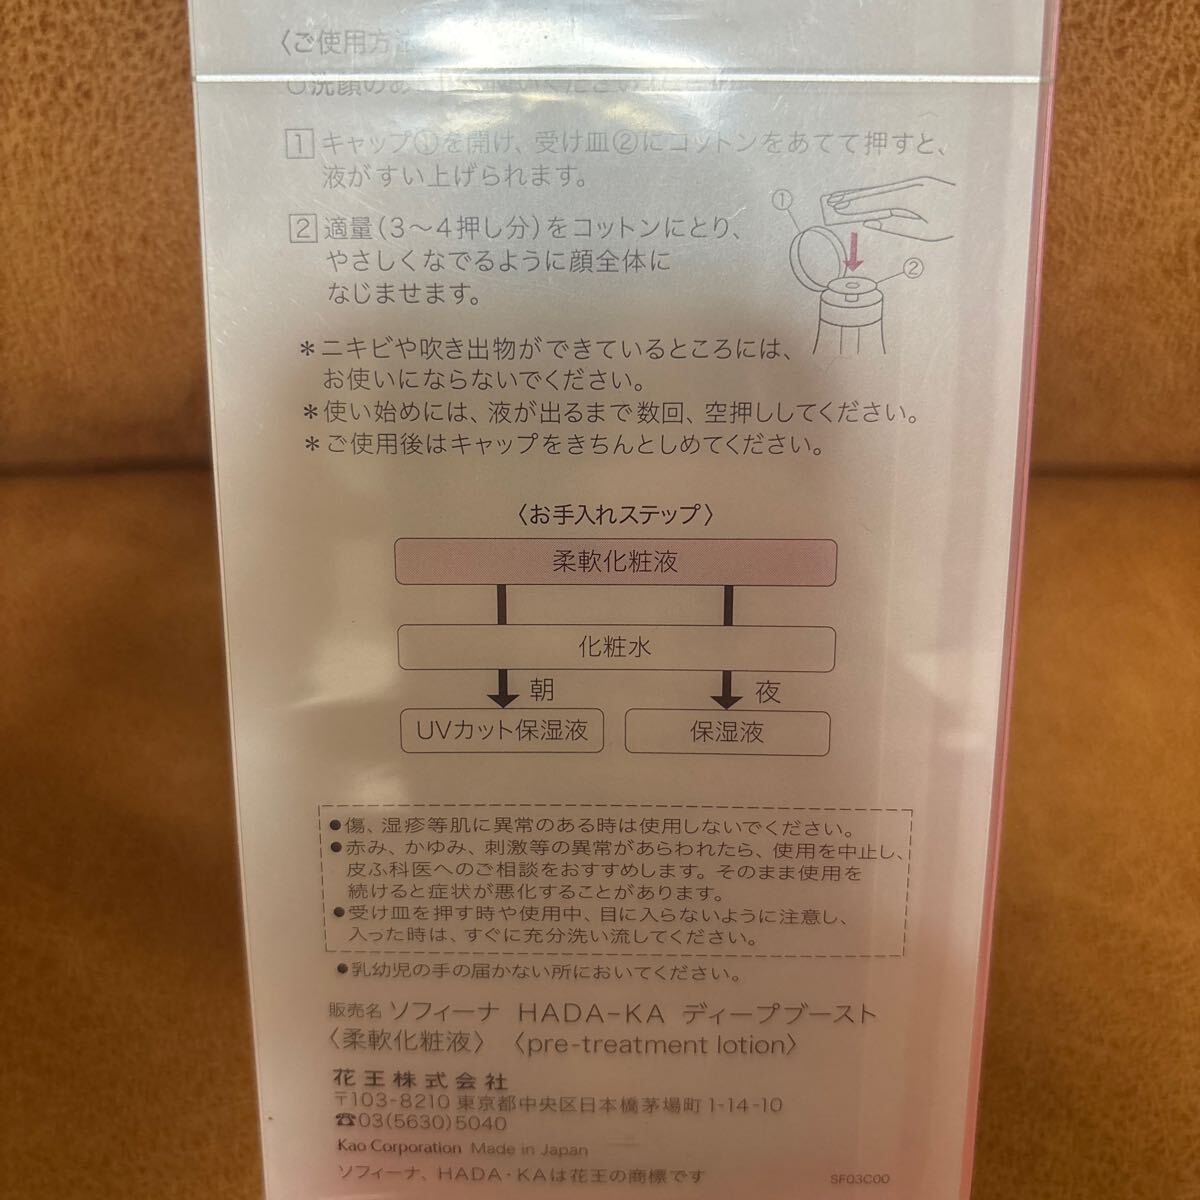 〈ご使用方法
○洗顔のあ
1 キャップ①を開け、受け皿②にコットンをあてて押すと、
液がすい上げられます。
2 適量(3〜4押し分)をコットンにとり、
やさしくなでるように顔全体に
なじませます。
①
②
＊ニキビや吹き出物ができているところには、
お使いにならないでください。
＊使い始めには、液が出るまで数回、空押ししてください。
＊ご使用後はキャップをきちんとしめてください。
〈お手入れステップ〉
柔軟化粧液
化粧水
朝 夜
UVカット保湿液 保湿液
●傷、湿疹等肌に異常のある時は使用しないでください。
●赤み、かゆみ、刺激等の異常があらわれたら、使用を中止し、
皮ふ科医へのご相談をおすすめします。そのまま使用を
続けると症状が悪化することがあります。
●受け皿を押す時や使用中、目に入らないように注意し、
入った時は、すぐに充分洗い流してください。
●乳幼児の手の届かない所においてください。
販売名 ソフィーナ HADA-KA ディープブースト
〈柔軟化粧液〉 〈pre-treatment lotion〉
花王株式会社
〒103-8210 東京都中央区日本橋茅場町1-14-10
☎03(5630)5040
Kao Corporation Made in Japan
ソフィーナ、HADA・KAは花王の商標です
SF03C00